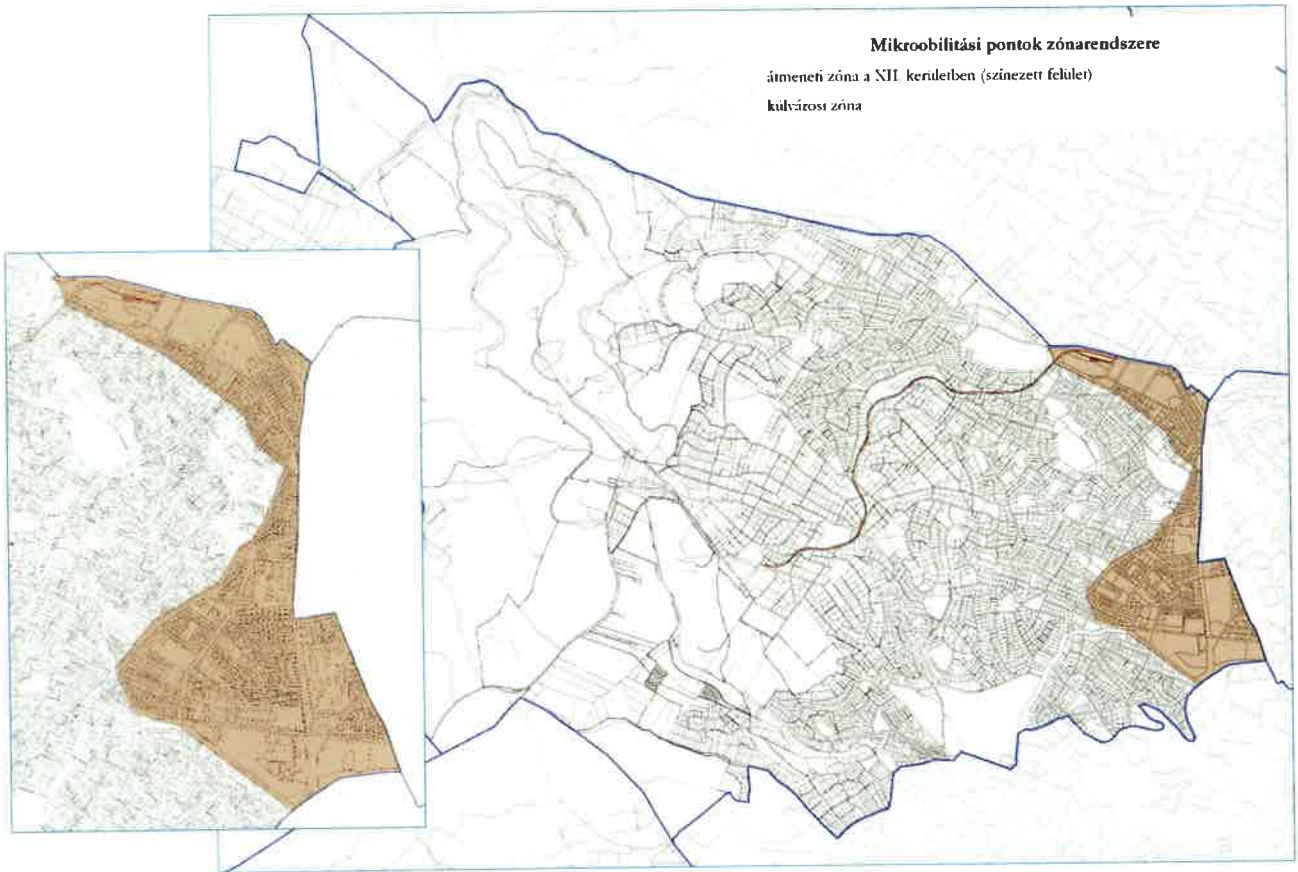 Mikroobilitási pontok zónarendszere
átmeneti zóna a XII. kerületben (színezett felület)
külvárosi zóna